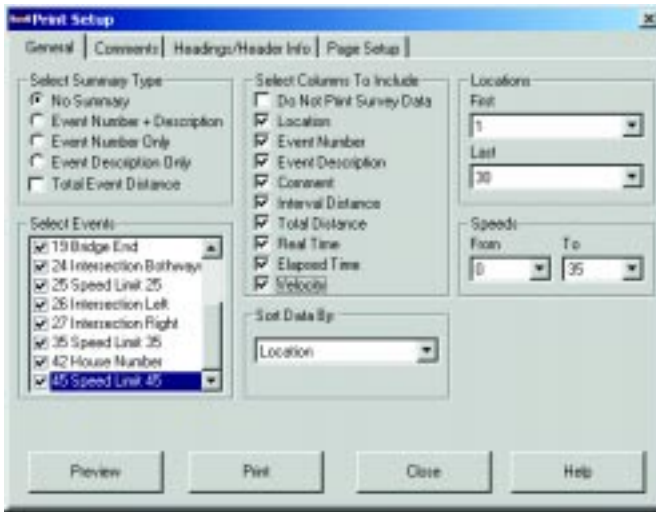 Print Setup
General
Comments
Headings/Header Info
Page Setup
Select Summary Type
No Summary
Event Number + Description
Event Number Only
Event Description Only
Total Event Distance
Select Events
19 Bridge End
24 Intersection Bothways
25 Speed Limit 25
26 Intersection Left
27 Intersection Right
35 Speed Limit 35
42 House Number
45 Speed Limit 45
Select Columns To Include
Do Not Print Survey Data
Location
Event Number
Event Description
Comment
Interval Distance
Total Distance
Real Time
Elapsed Time
Velocity
Sort Data By
Location
Locations
First
1
Last
30
Speeds
From
To
0
35
Preview
Print
Close
Help